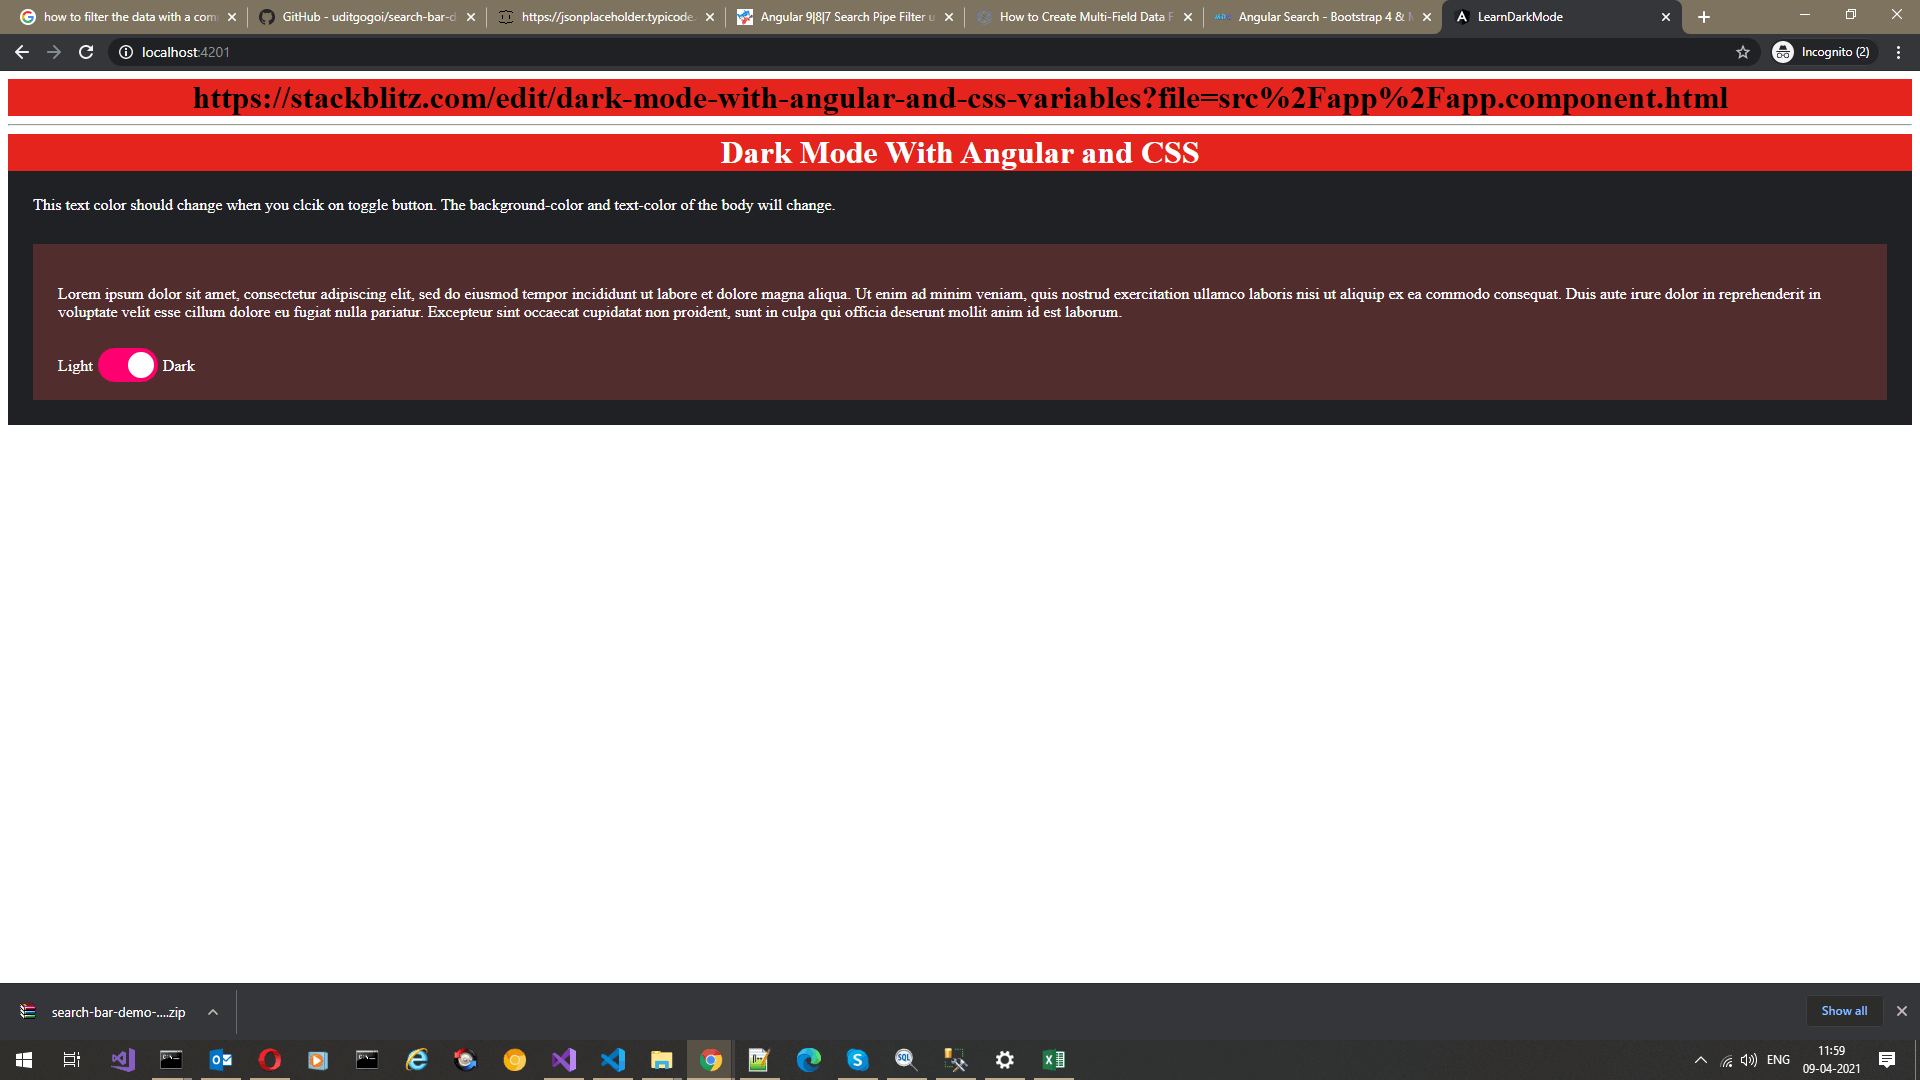 how to filter the data with a com
GitHub - uditgogoi/search-bar-d
https://jsonplaceholder.typicode.
Angular 9|8|7 Search Pipe Filter u
How to Create Multi-Field Data F
Angular Search - Bootstrap 4 & M
LearnDarkMode
localhost:4201
Incognito (2)
https://stackblitz.com/edit/dark-mode-with-angular-and-css-variables?file=src%2Fapp%2Fapp.component.html
Dark Mode With Angular and CSS
This text color should change when you clcik on toggle button. The background-color and text-color of the body will change.
Lorem ipsum dolor sit amet, consectetur adipiscing elit, sed do eiusmod tempor incididunt ut labore et dolore magna aliqua. Ut enim ad minim veniam, quis nostrud exercitation ullamco laboris nisi ut aliquip ex ea commodo consequat. Duis aute irure dolor in reprehenderit in
voluptate velit esse cillum dolore eu fugiat nulla pariatur. Excepteur sint occaecat cupidatat non proident, sunt in culpa qui officia deserunt mollit anim id est laborum.
Light Dark
search-bar-demo-....zip
Show all
ENG
11:59
09-04-2021